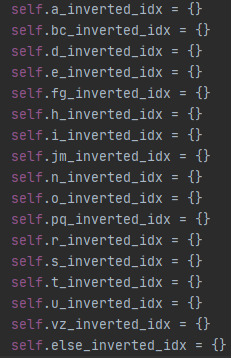 self.a_inverted_idx = {}
self.bc_inverted_idx = {}
self.d_inverted_idx = {}
self.e_inverted_idx = {}
self.fg_inverted_idx = {}
self.h_inverted_idx = {}
self.i_inverted_idx = {}
self.jm_inverted_idx = {}
self.n_inverted_idx = {}
self.o_inverted_idx = {}
self.pq_inverted_idx = {}
self.r_inverted_idx = {}
self.s_inverted_idx = {}
self.t_inverted_idx = {}
self.u_inverted_idx = {}
self.vz_inverted_idx = {}
self.else_inverted_idx = {}